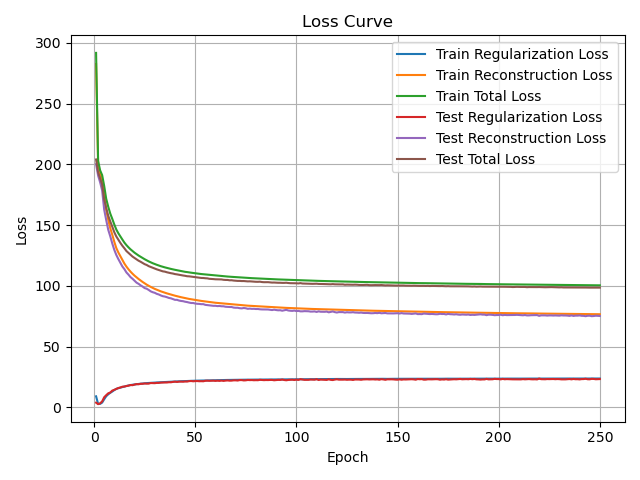 Loss Curve
300
250
200
150
100
50
0
Loss
Train Regularization Loss
Train Reconstruction Loss
Train Total Loss
Test Regularization Loss
Test Reconstruction Loss
Test Total Loss
0 50 100 150 200 250
Epoch